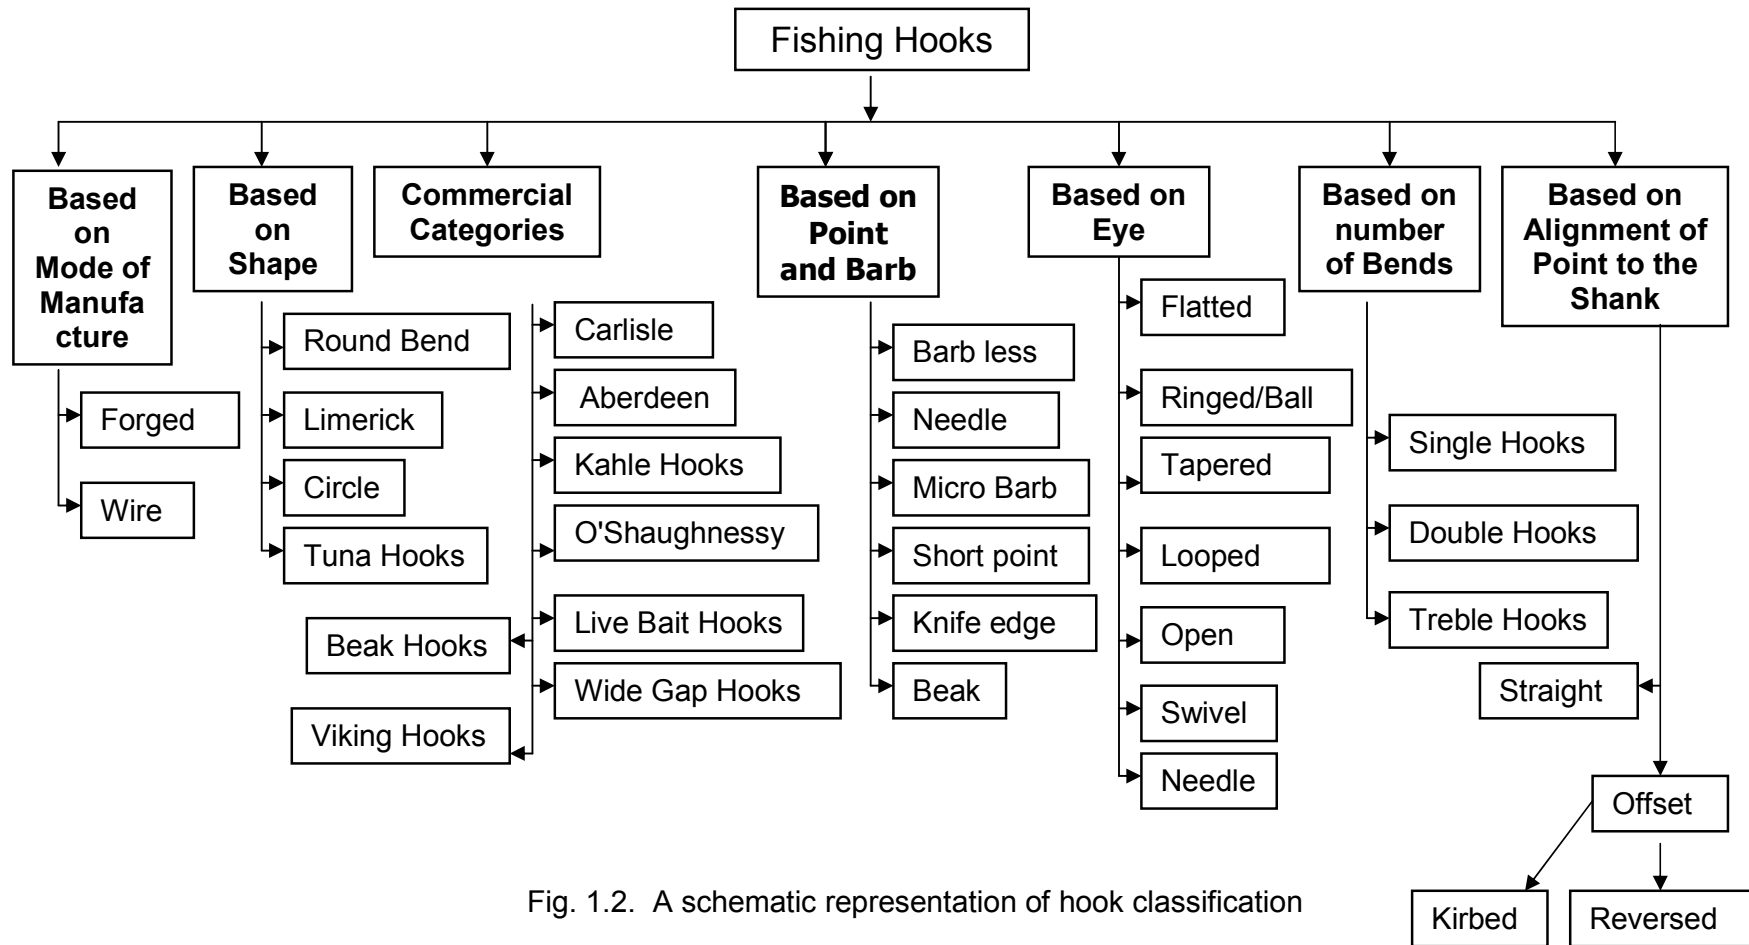 Fishing Hooks
Based
on
Mode of
Manufa
cture
Forged
Wire
Based
on
Shape
Round Bend
Limerick
Circle
Tuna Hooks
Commercial
Categories
Carlisle
Aberdeen
Kahle Hooks
O'Shaughnessy
Live Bait Hooks
Beak Hooks
Wide Gap Hooks
Viking Hooks
Based on
Point
and Barb
Barb less
Needle
Micro Barb
Short point
Knife edge
Beak
Based on
Eye
Flatted
Ringed/Ball
Tapered
Looped
Open
Swivel
Needle
Based on
number
of Bends
Single Hooks
Double Hooks
Treble Hooks
Based on
Alignment of
Point to the
Shank
Straight
Offset
Kirbed
Reversed
Fig. 1.2. A schematic representation of hook classification